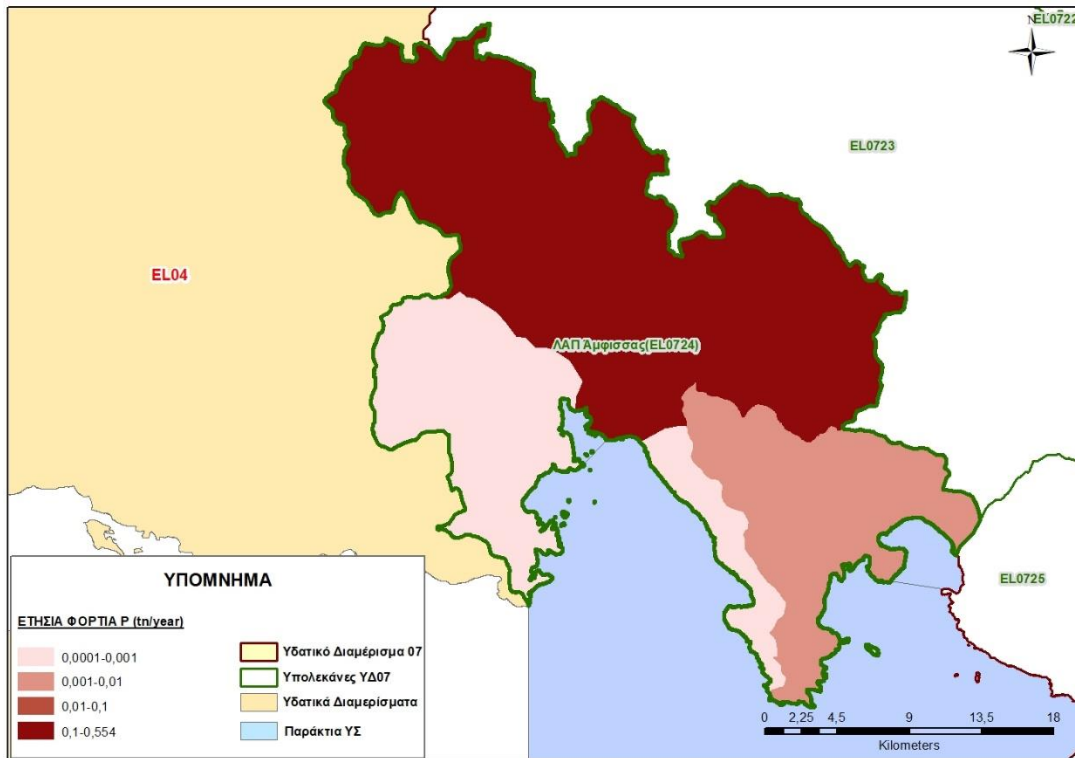 EL0722
N
EL0723
EL04
ΛΑΠ Άμφισσας(EL0724)
EL0725
ΥΠΟΜΝΗΜΑ
ΕΤΗΣΙΑ ΦΟΡΤΙΑ P (tn/year)
0,0001-0,001
0,001-0,01
0,01-0,1
0,1-0,554
Υδατικό Διαμέρισμα 07
Υπολεκάνες ΥΔ07
Υδατικά Διαμερίσματα
Παράκτια ΥΣ
0 2,25 4,5 9 13,5 18
Kilometers